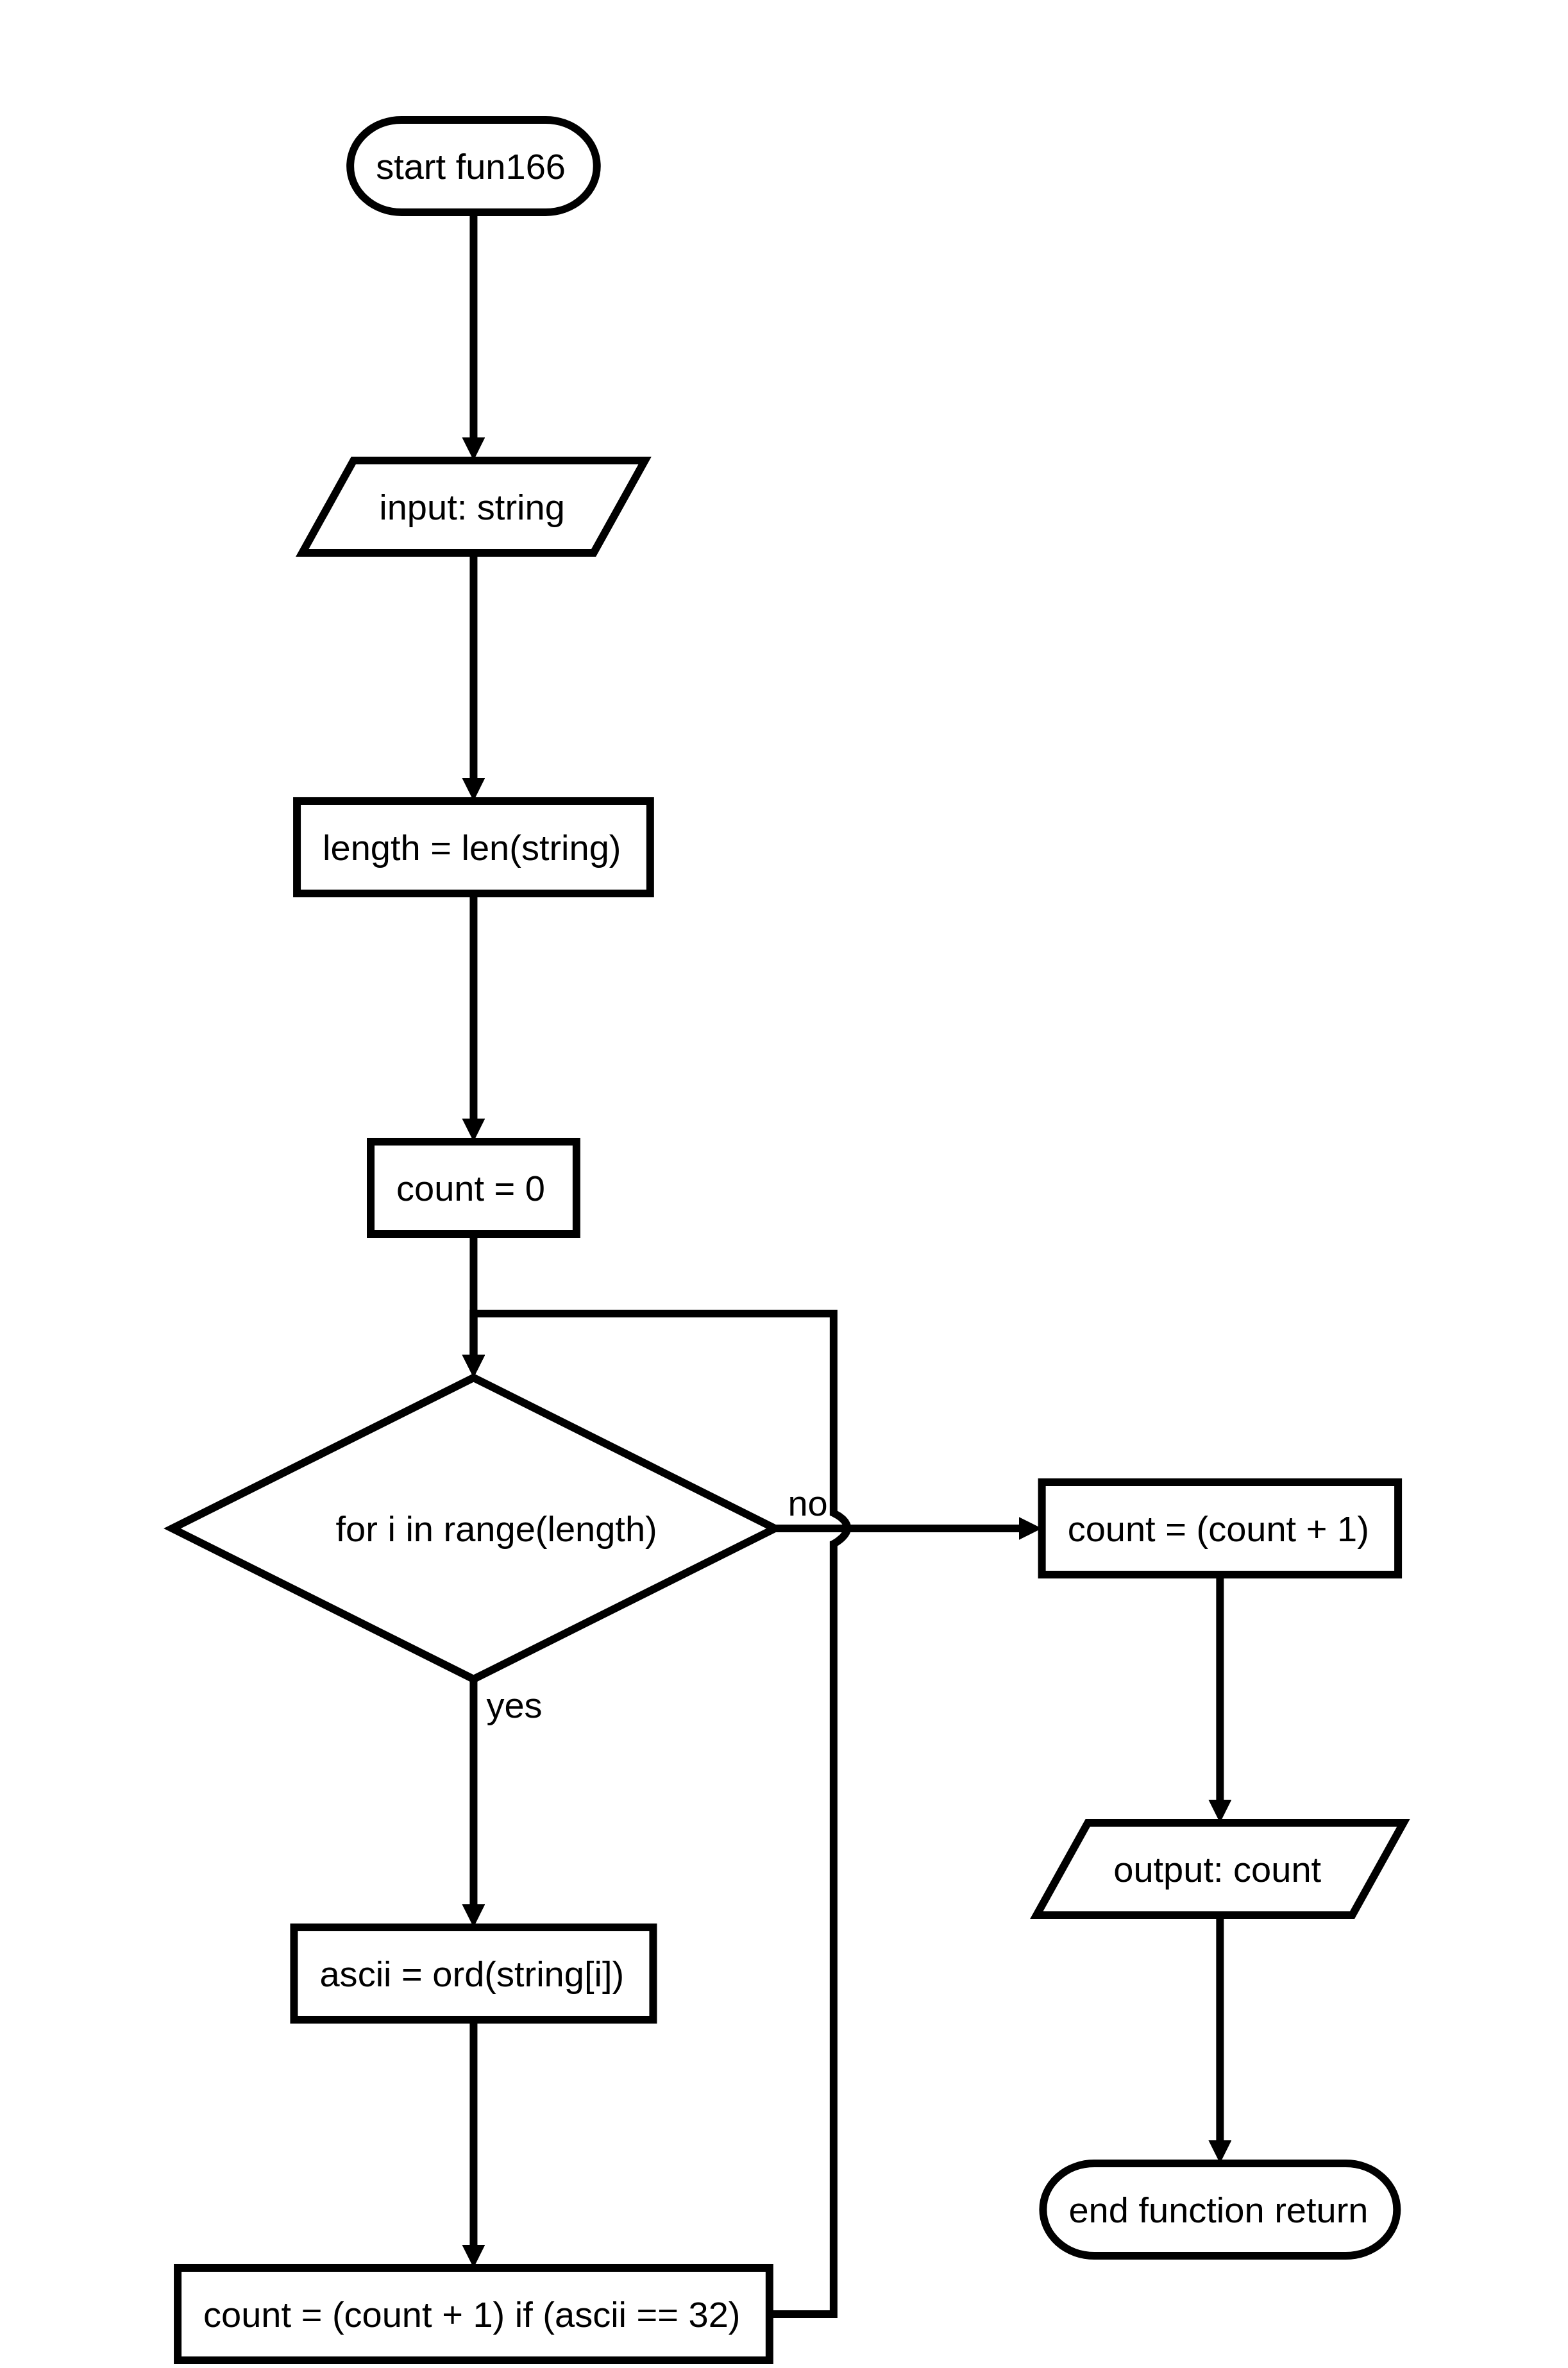 start fun166
input: string
length = len(string)
count = 0
for i in range(length)
no
count = (count + 1)
yes
output: count
ascii = ord(string[i])
end function return
count = (count + 1) if (ascii == 32)